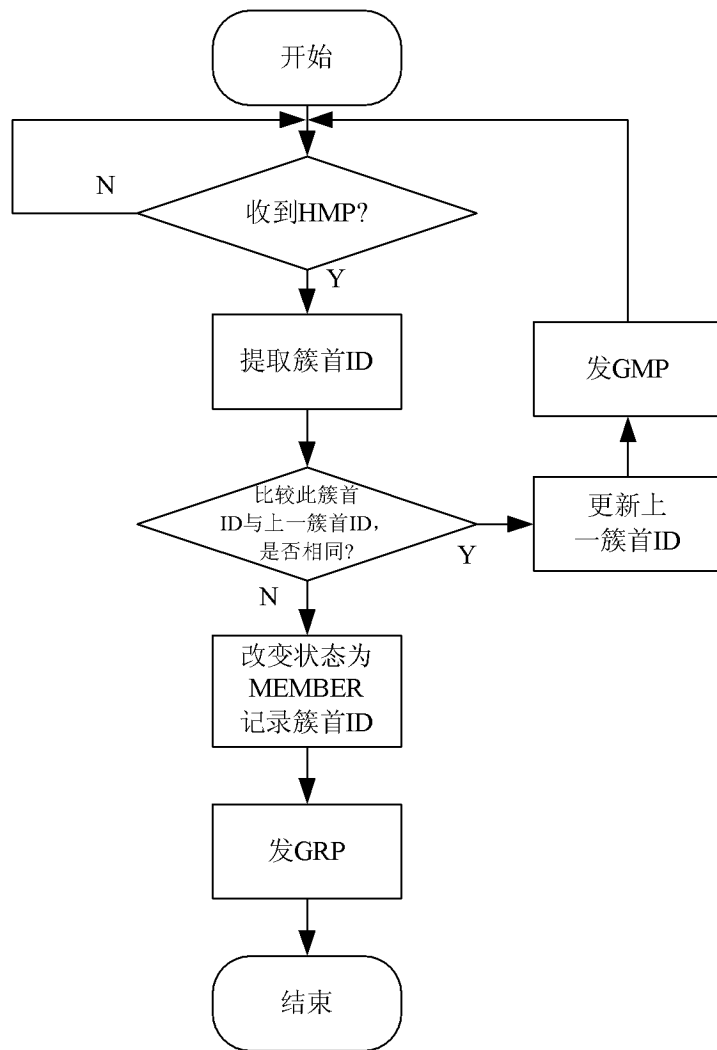 开始
N
收到HMP?
Y
提取簇首ID
发GMP
比较此簇首
ID与上一簇首ID，
是否相同?
Y
更新上
一簇首ID
N
改变状态为
MEMBER
记录簇首ID
发GRP
结束